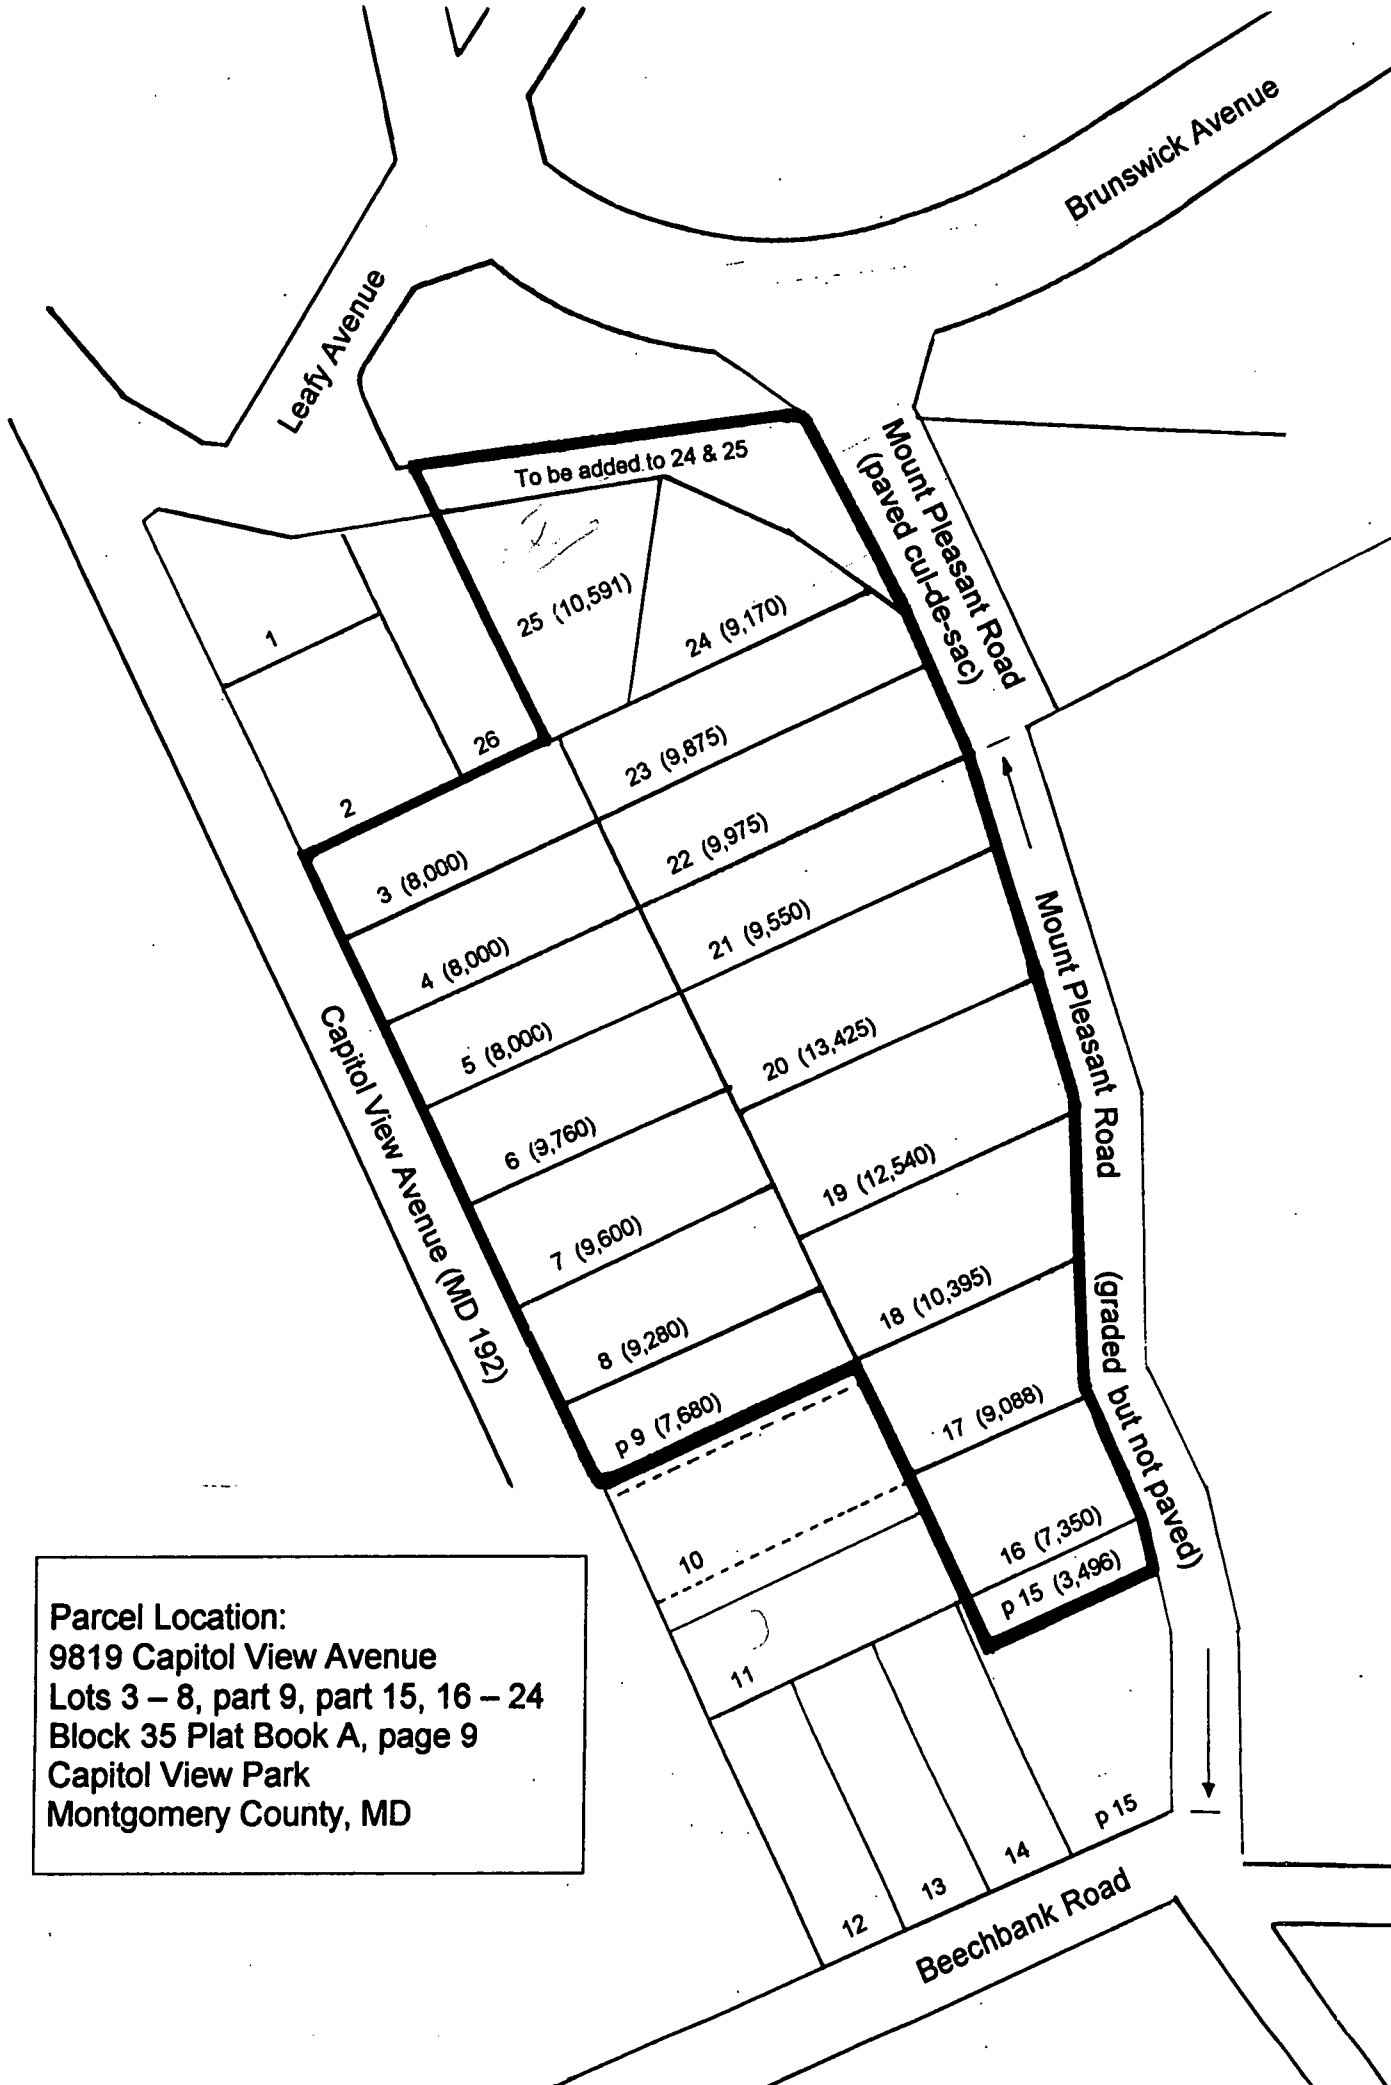 Brunswick Avenue
Leafy Avenue
To be added to 24 & 25
Mount Pleasant Road
(paved cul-de-sac)
25 (10,591)
24 (9,170)
1
26
2
23 (9,875)
3 (8,000)
22 (9,975)
4 (8,000)
21 (9,550)
5 (8,000)
20 (13,425)
6 (9,760)
19 (12,540)
7 (9,600)
18 (10,395)
8 (9,280)
17 (9,088)
p 9 (7,680)
16 (7,350)
p 15 (3,496)
Mount Pleasant Road (graded but not paved)
Capitol View Avenue (MD 192)
10
11
12
13
14
p 15
Beechbank Road
Parcel Location:
9819 Capitol View Avenue
Lots 3 – 8, part 9, part 15, 16 – 24
Block 35 Plat Book A, page 9
Capitol View Park
Montgomery County, MD